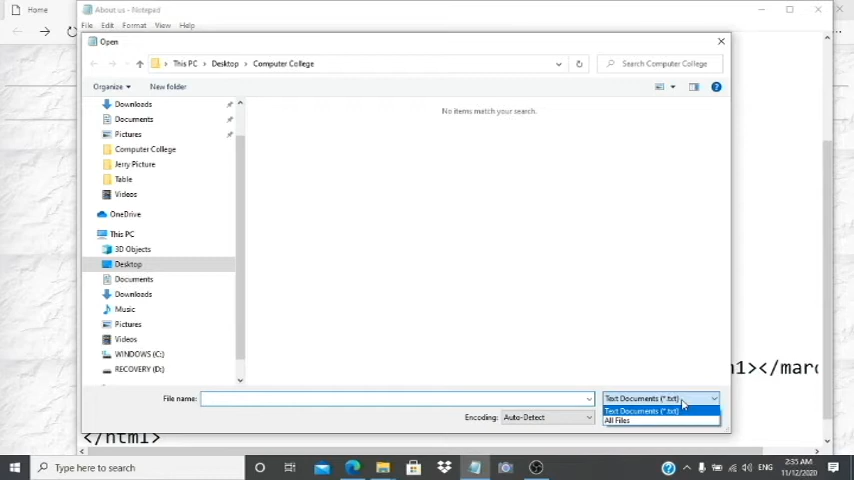 Home
About us - Notepad
File Edit Format View Help
Open
This PC Desktop Computer College
Search Computer College
Organize New folder
Downloads
No items match your search.
Documents
Pictures
Computer College
Jerry Picture
Table
Videos
OneDrive
This PC
3D Objects
Desktop
Documents
Downloads
Music
Pictures
Videos
WINDOWS (C:)
RECOVERY (D:)
n1></marc
File name:
Text Documents (*.txt)
Text Documents (*.txt)
All Files
Encoding: Auto-Detect
</html>
Type here to search
ENG
2:35 AM
11/12/2020